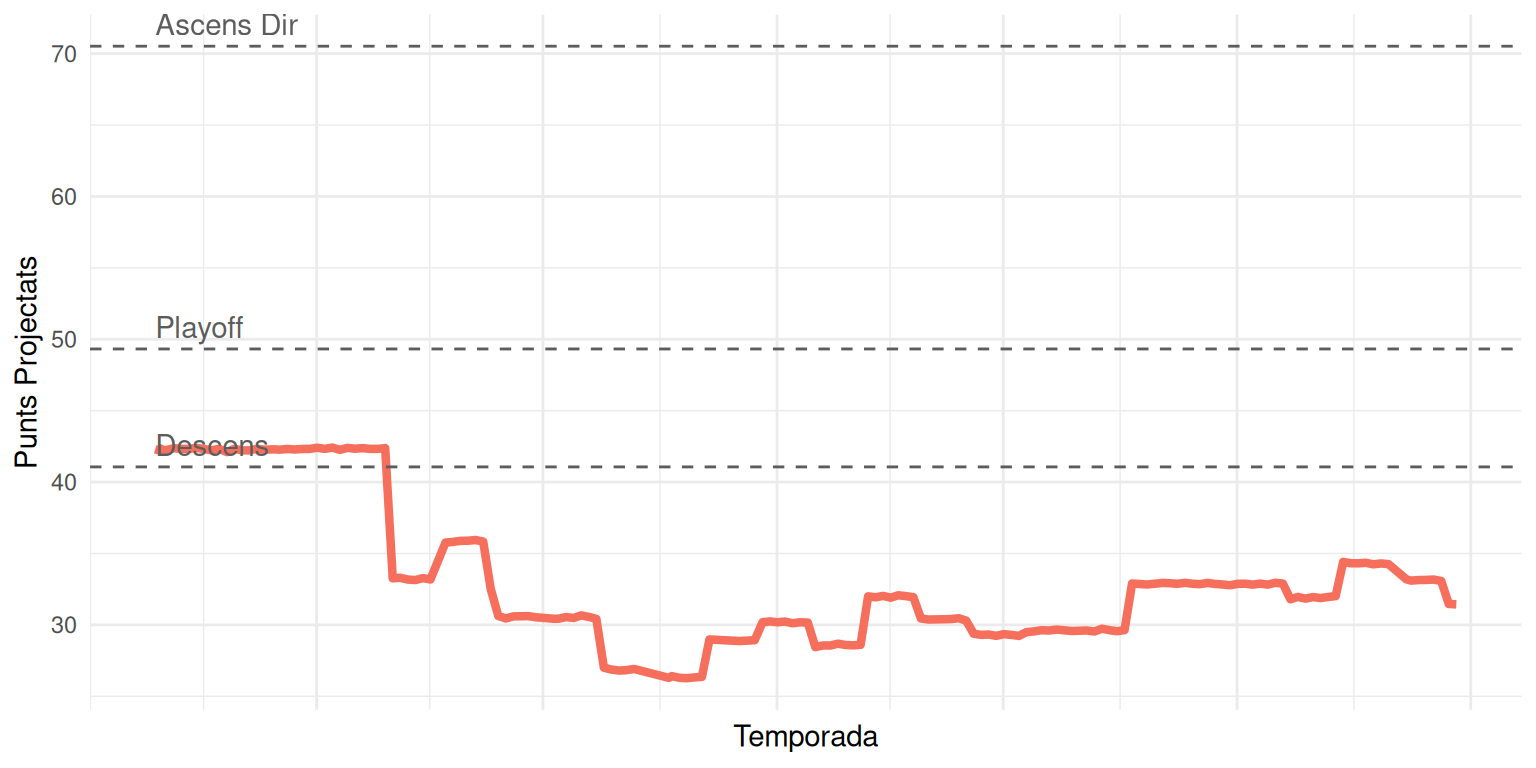 Ascens Dir
70
60
Playoff
50
Descens
40
30
Punts Projectats
Temporada